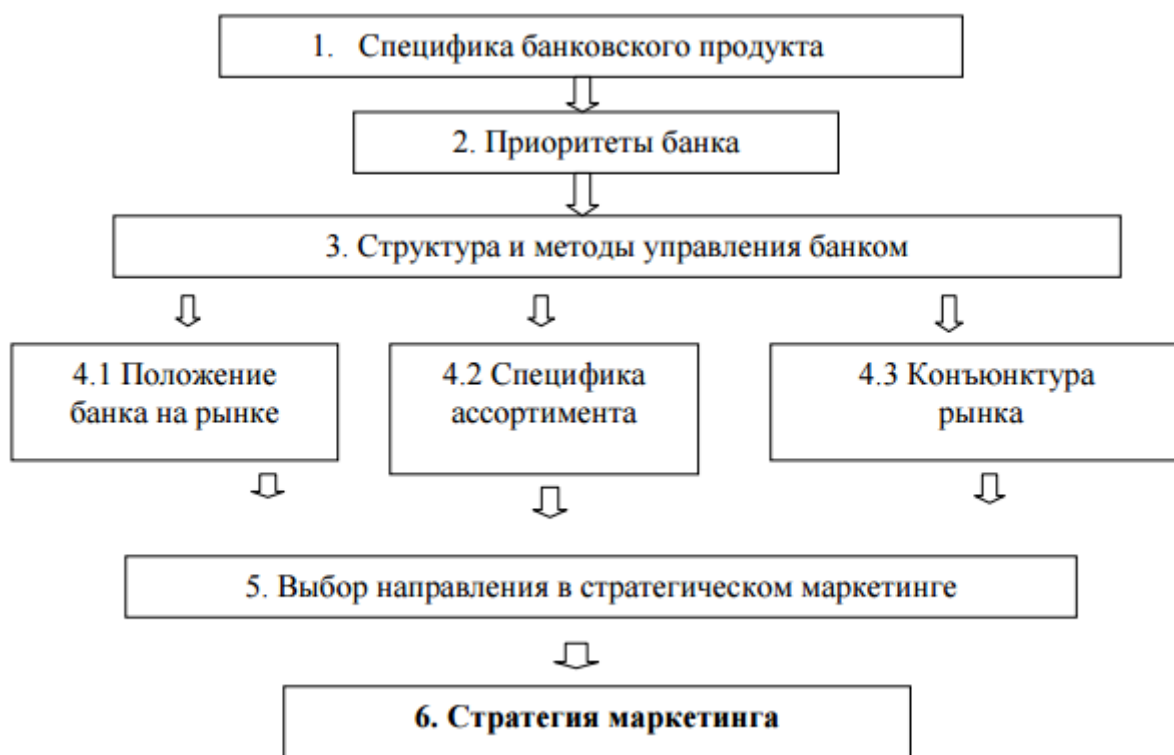 1. Специфика банковского продукта
2. Приоритеты банка
3. Структура и методы управления банком
4.1 Положение
банка на рынке
4.2 Специфика
ассортимента
4.3 Конъюнктура
рынка
5. Выбор направления в стратегическом маркетинге
6. Стратегия маркетинга